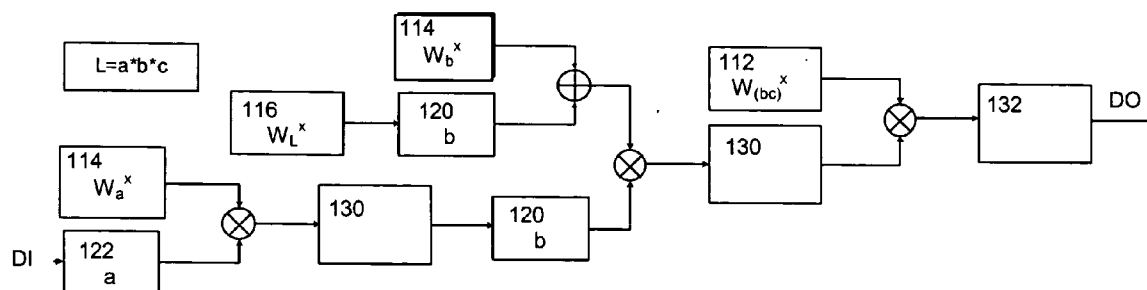 L=a*b*c
114
W_b^x
116
W_L^x
120
b
112
W_(bc)^x
132
DO
130
114
W_a^x
130
120
b
DI
122
a